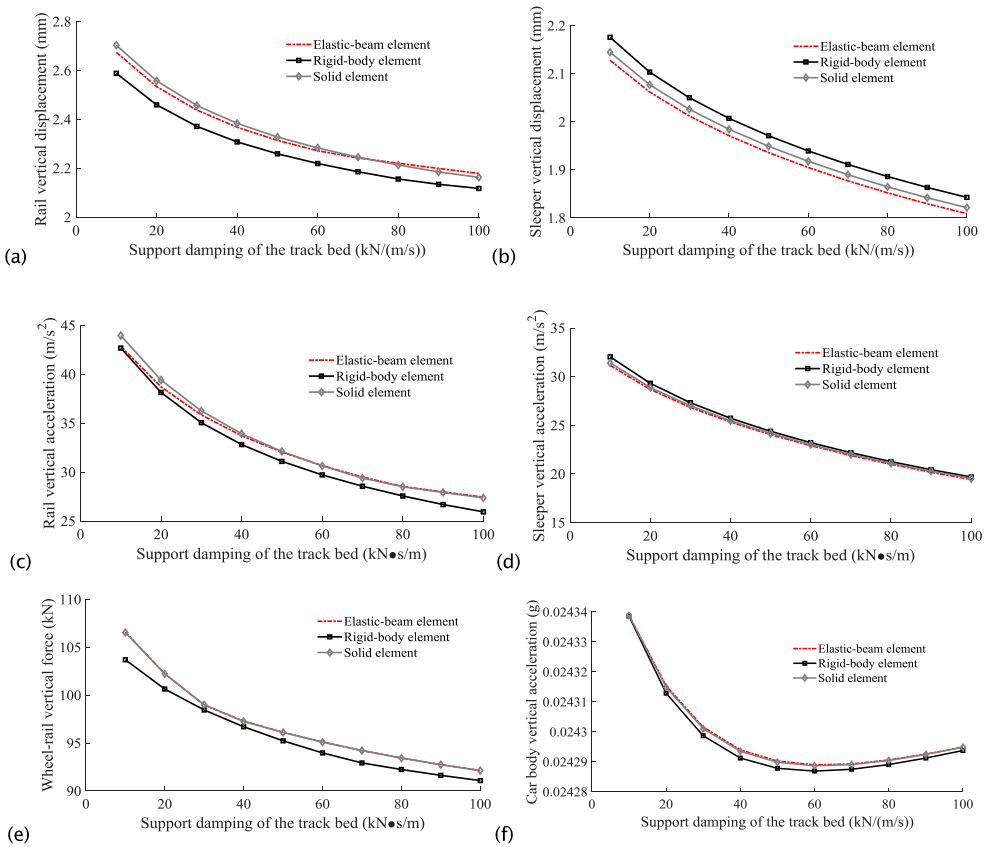 Rail vertical displacement (mm)
2.8
2.6
2.4
2.2
2
0
20
40
60
80
100
Elastic-beam element
Rigid-body element
Solid element
Support damping of the track bed (kN/(m/s))
(a)
Sleeper vertical displacement (mm)
2.2
2.1
2
1.9
1.8
0
20
40
60
80
100
Elastic-beam element
Rigid-body element
Solid element
Support damping of the track bed (kN/(m/s))
(b)
Rail vertical acceleration (m/s²)
45
40
35
30
25
0
20
40
60
80
100
Elastic-beam element
Rigid-body element
Solid element
Support damping of the track bed (kN●s/m)
(c)
Sleeper vertical acceleration (m/s²)
35
30
25
20
15
0
20
40
60
80
100
Elastic-beam element
Rigid-body element
Solid element
Support damping of the track bed (kN●s/m)
(d)
Wheel-rail vertical force (kN)
110
105
100
95
90
0
20
40
60
80
100
Elastic-beam element
Rigid-body element
Solid element
Support damping of the track bed (kN●s/m)
(e)
Car body vertical acceleration (g)
0.02434
0.02433
0.02432
0.02431
0.0243
0.02429
0.02428
0
20
40
60
80
100
Elastic-beam element
Rigid-body element
Solid element
Support damping of the track bed (kN/(m/s))
(f)